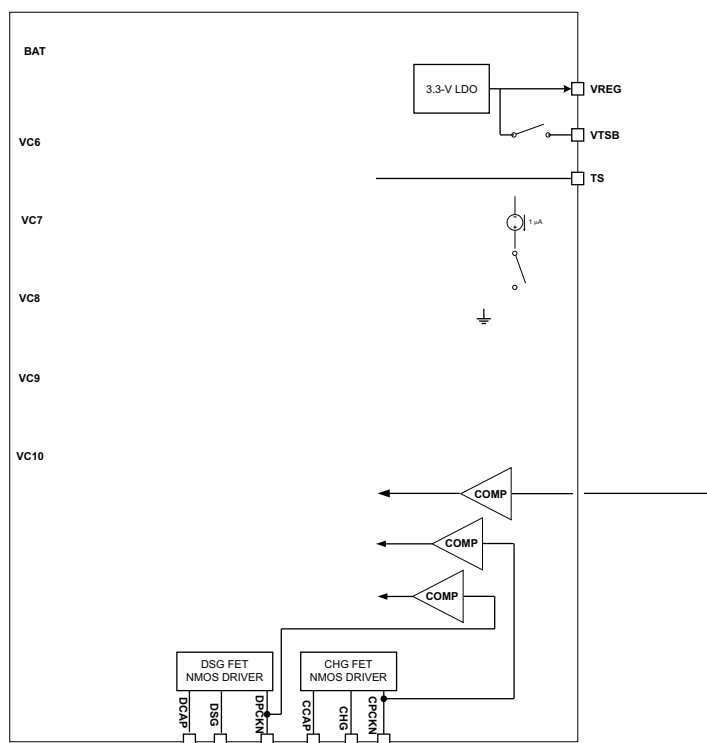 BAT
3.3-V LDO
VREG
VTSB
VC6
TS
VC7
1 µA
VC8
VC9
VC10
COMP
COMP
COMP
DSG FET
NMOS DRIVER
CHG FET
NMOS DRIVER
DCAP
DSG
DPCKN
CCAP
CHG
CPCKN